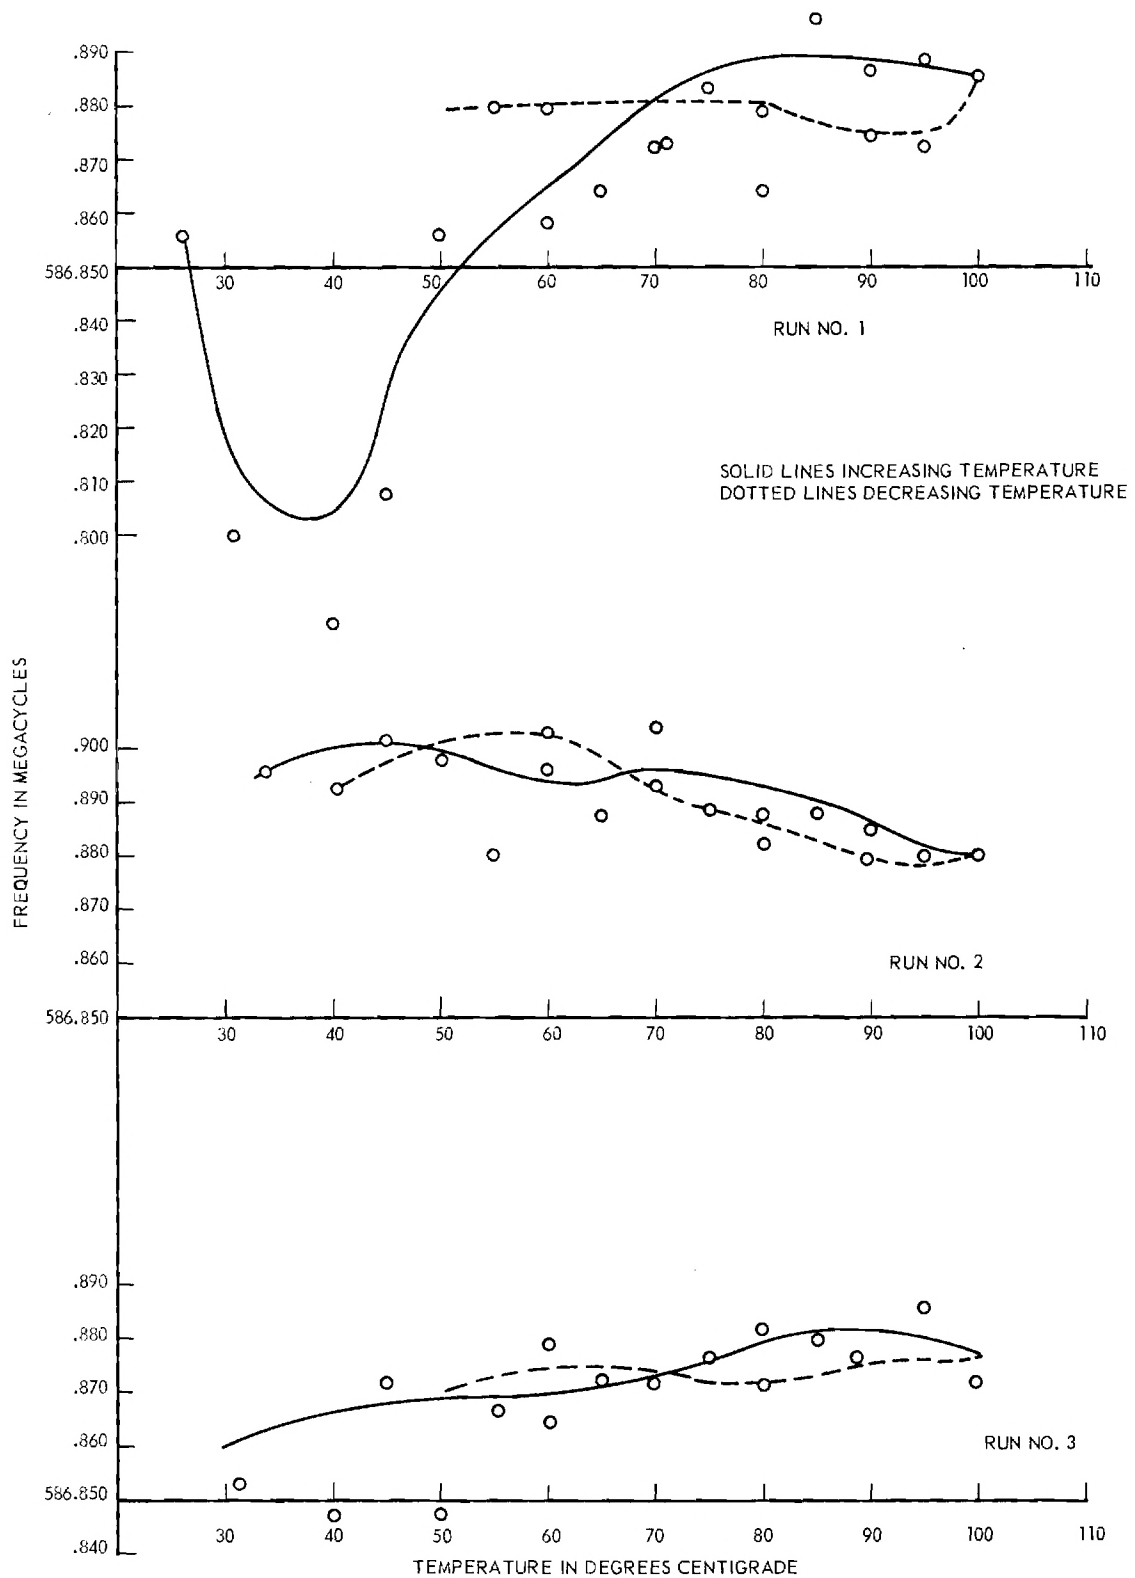 .890
.880
.870
.860
586.850
30 40 50 60 70 80 90 100 110
.840
RUN NO. 1
.830
.820
.810
SOLID LINES INCREASING TEMPERATURE
DOTTED LINES DECREASING TEMPERATURE
.800
FREQUENCY IN MEGACYCLES
.900
.890
.880
.870
.860
RUN NO. 2
586.850
30 40 50 60 70 80 90 100 110
.890
.880
.870
.860
RUN NO. 3
586.850
30 40 50 60 70 80 90 100 110
.840
TEMPERATURE IN DEGREES CENTIGRADE